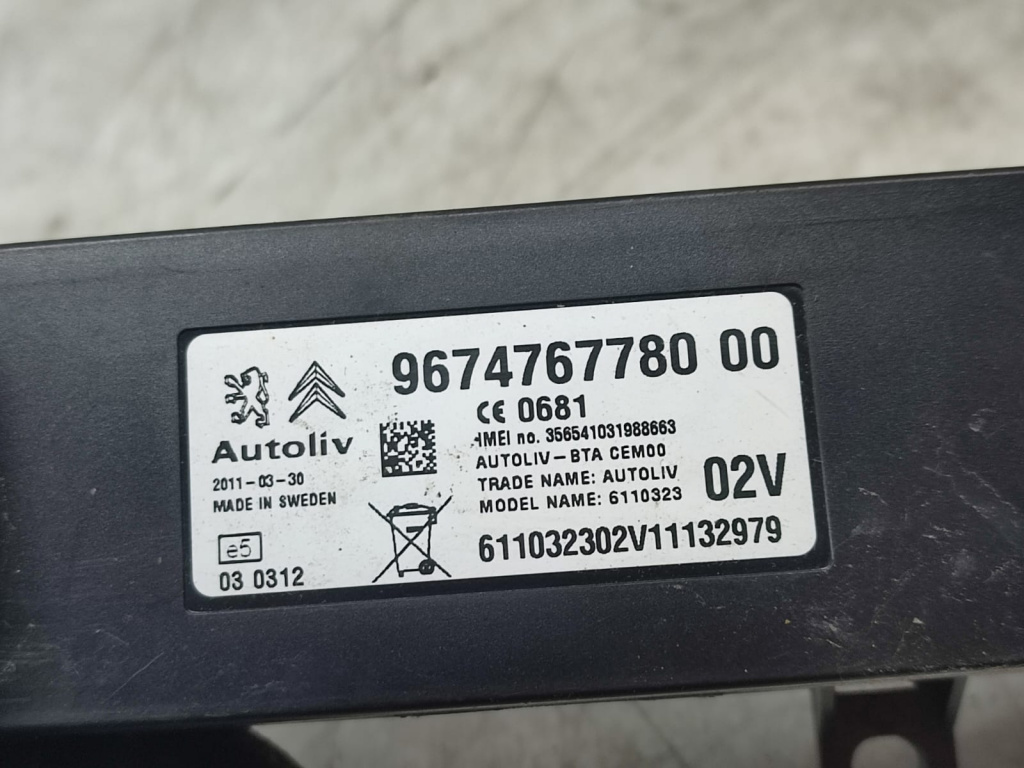 9674767780 00
CE 0681
IMEI no. 356541031988663
AUTOLIV-BTA CEM00
TRADE NAME: AUTOLIV
MODEL NAME: 6110323
02V
611032302V11132979
Autoliv
2011-03-30
MADE IN SWEDEN
e5
03 0312